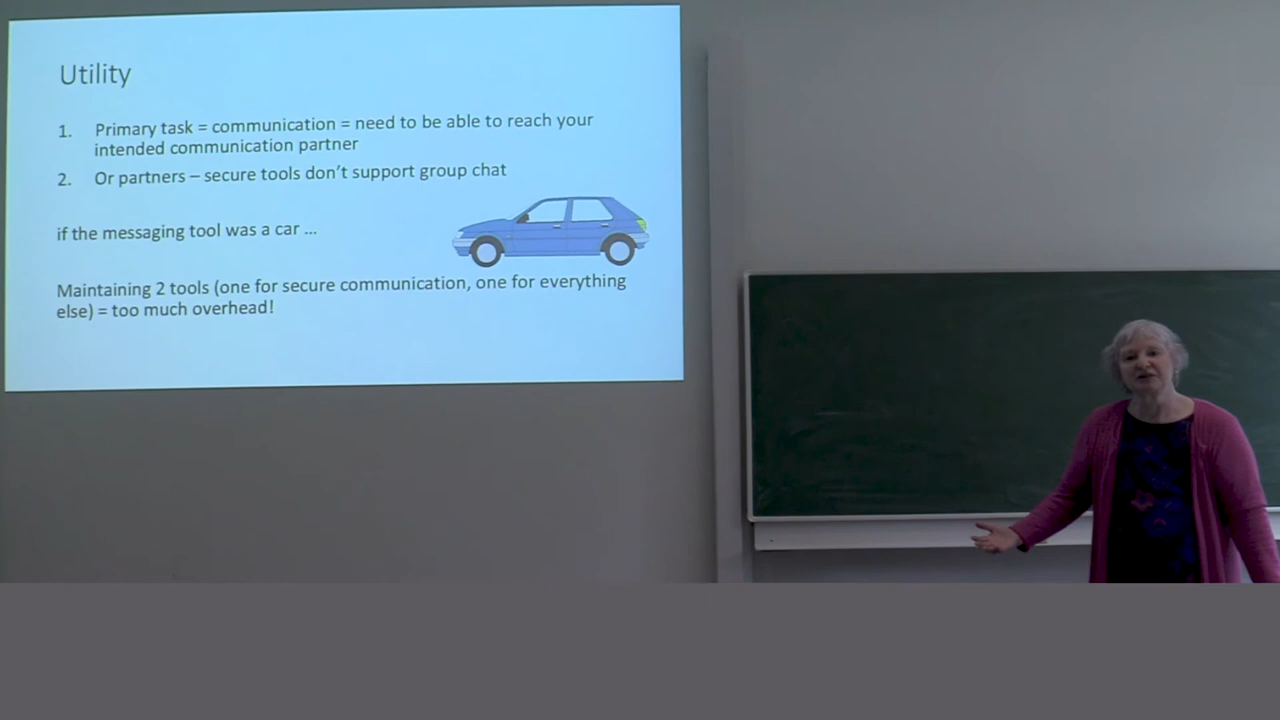 Utility
1. Primary task = communication = need to be able to reach your
intended communication partner
2. Or partners – secure tools don't support group chat
if the messaging tool was a car ...
Maintaining 2 tools (one for secure communication, one for everything
else) = too much overhead!